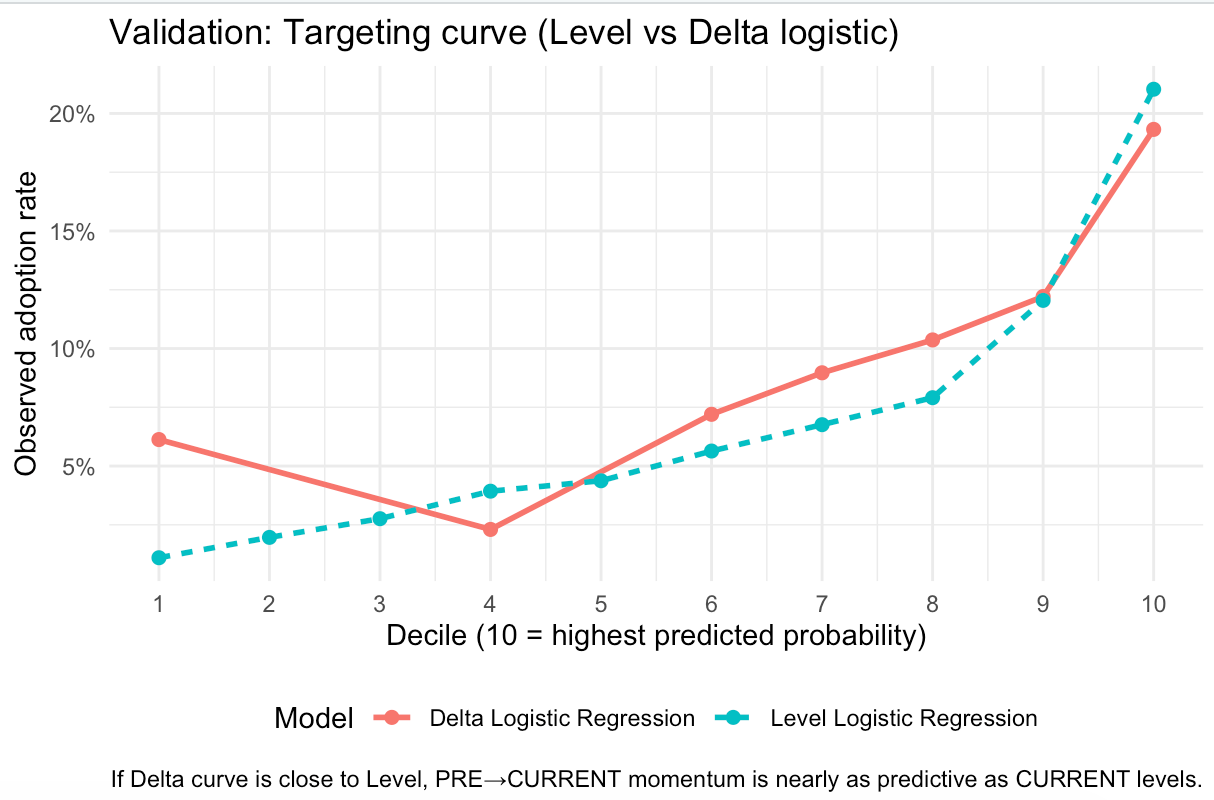 Validation: Targeting curve (Level vs Delta logistic)
Observed adoption rate
20%
15%
10%
5%
1 2 3 4 5 6 7 8 9 10
Decile (10 = highest predicted probability)
Model Delta Logistic Regression Level Logistic Regression
If Delta curve is close to Level, PRE→CURRENT momentum is nearly as predictive as CURRENT levels.